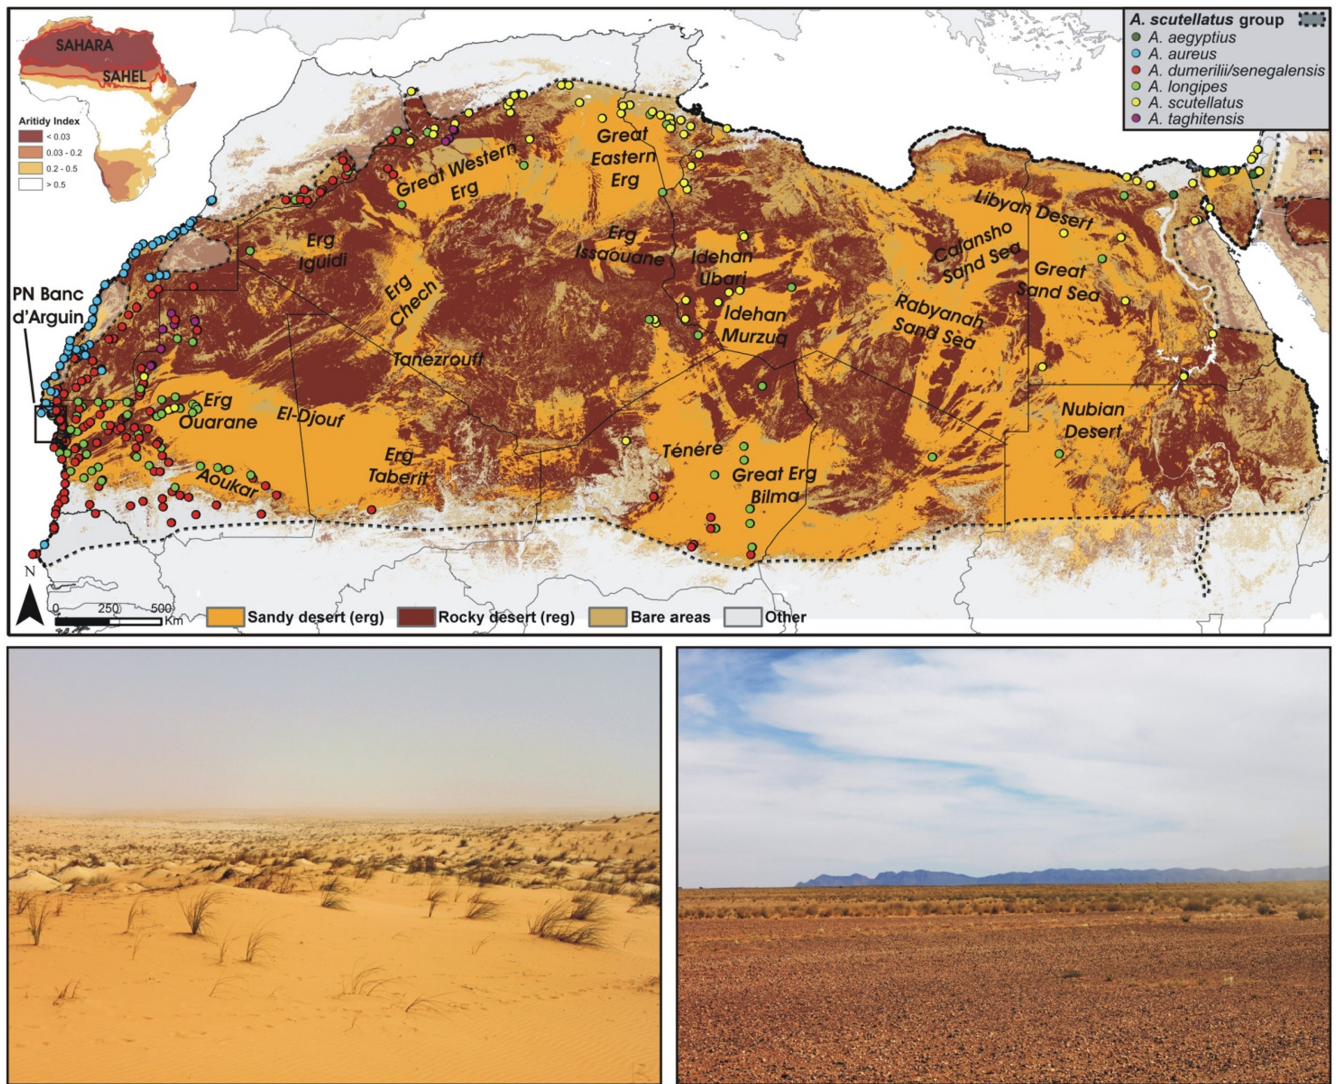 SAHARA
SAHEL
Aritidy Index
< 0.03
0.03 - 0.2
0.2 - 0.5
> 0.5
A. scutellatus group
A. aegyptius
A. aureus
A. dumerilii/senegalensis
A. longipes
A. scutellatus
A. taghitensis
Great Western
Erg
Great
Eastern
Erg
Erg
Iguidi
Erg
Issaouane
Erg
Chech
Idehan
Ubari
Idehan
Murzuq
Libyan Desert
Calansho
Sand Sea
Great
Sand Sea
Rabyanah
Sand Sea
PN Banc
d'Arguin
Tanezrouft
Erg
Ouarane
El-Djouf
Nubian
Desert
Aoukar
Erg
Taberit
Ténéré
Great Erg
Bilma
N
0 250 500
Km
Sandy desert (erg)
Rocky desert (reg)
Bare areas
Other